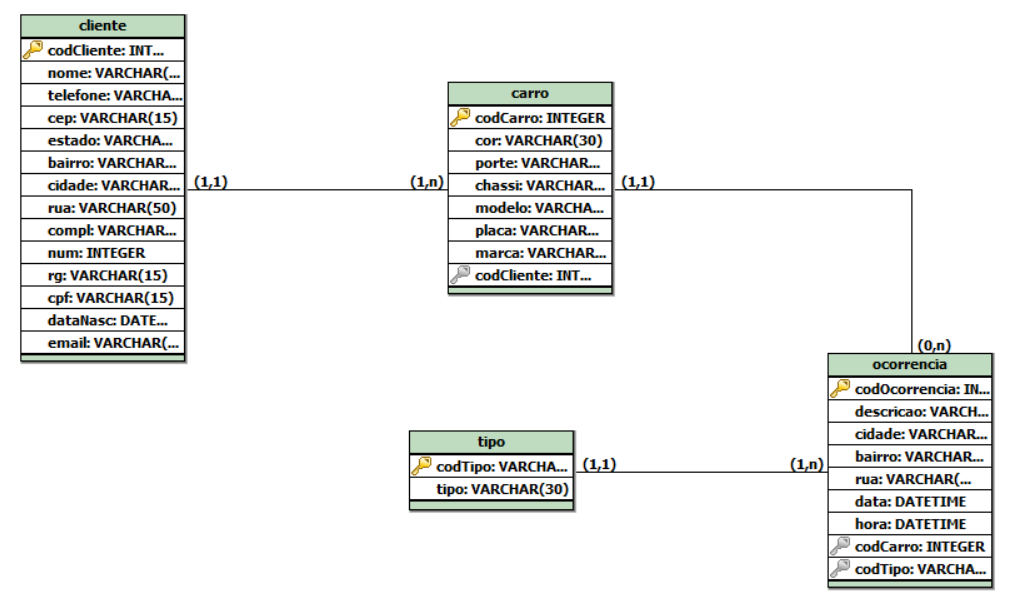 cliente
codCliente: INT...
nome: VARCHAR(...
telefone: VARCHA...
cep: VARCHAR(15)
estado: VARCHA...
bairro: VARCHAR...
cidade: VARCHAR...
rua: VARCHAR(50)
compl: VARCHAR...
num: INTEGER
rg: VARCHAR(15)
cpf: VARCHAR(15)
dataNasc: DATE...
email: VARCHAR(...
(1,1)
(1,n)
carro
codCarro: INTEGER
cor: VARCHAR(30)
porte: VARCHAR...
chassi: VARCHAR...
modelo: VARCHA...
placa: VARCHAR...
marca: VARCHAR...
codCliente: INT...
(1,1)
(0,n)
tipo
codTipo: VARCHA...
tipo: VARCHAR(30)
(1,1)
(1,n)
ocorrencia
codOcorrencia: IN...
descricao: VARCH...
cidade: VARCHAR...
bairro: VARCHAR...
rua: VARCHAR(...
data: DATETIME
hora: DATETIME
codCarro: INTEGER
codTipo: VARCHA...